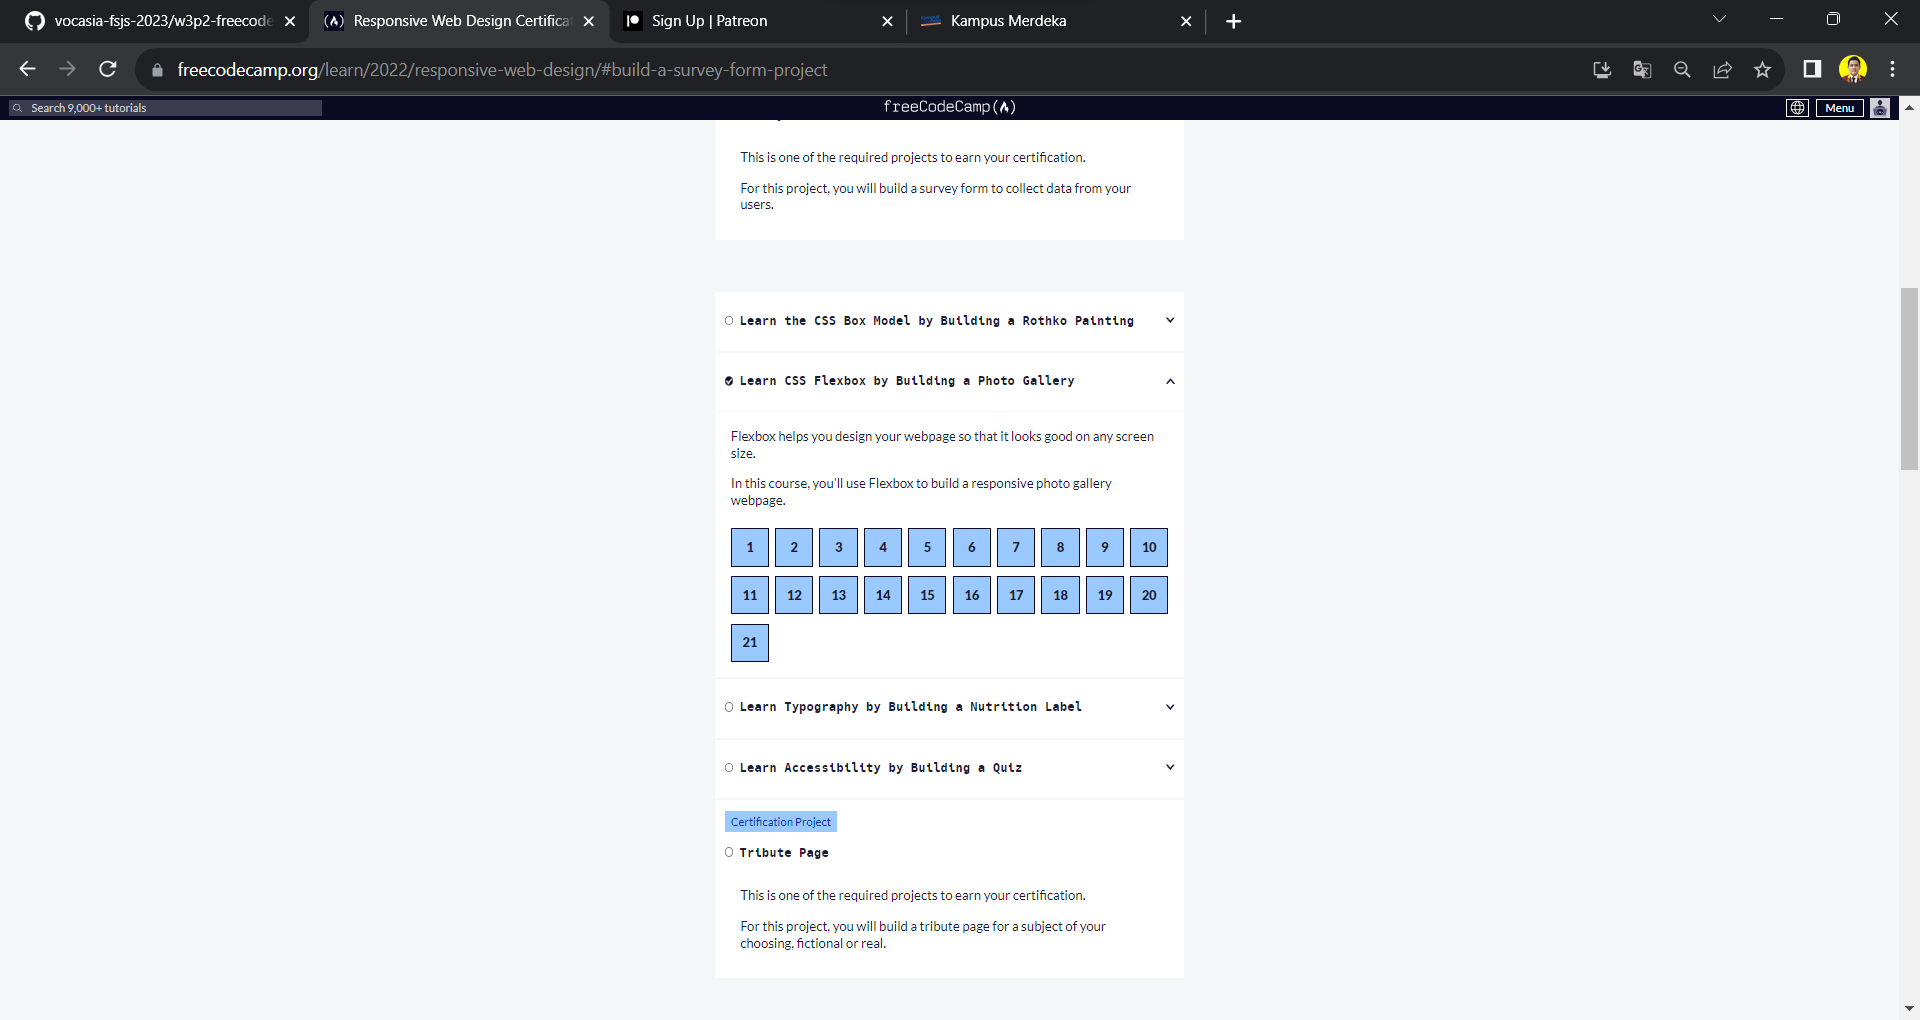 vocasia-fsjs-2023/w3p2-freecode
Responsive Web Design Certifica
Sign Up | Patreon
Kampus Merdeka
freecodecamp.org/learn/2022/responsive-web-design/#build-a-survey-form-project
Search 9,000+ tutorials
freeCodeCamp
Menu
This is one of the required projects to earn your certification.
For this project, you will build a survey form to collect data from your
users.
Learn the CSS Box Model by Building a Rothko Painting
Learn CSS Flexbox by Building a Photo Gallery
Flexbox helps you design your webpage so that it looks good on any screen
size.
In this course, you'll use Flexbox to build a responsive photo gallery
webpage.
1 2 3 4 5 6 7 8 9 10
11 12 13 14 15 16 17 18 19 20
21
Learn Typography by Building a Nutrition Label
Learn Accessibility by Building a Quiz
Certification Project
Tribute Page
This is one of the required projects to earn your certification.
For this project, you will build a tribute page for a subject of your
choosing, fictional or real.